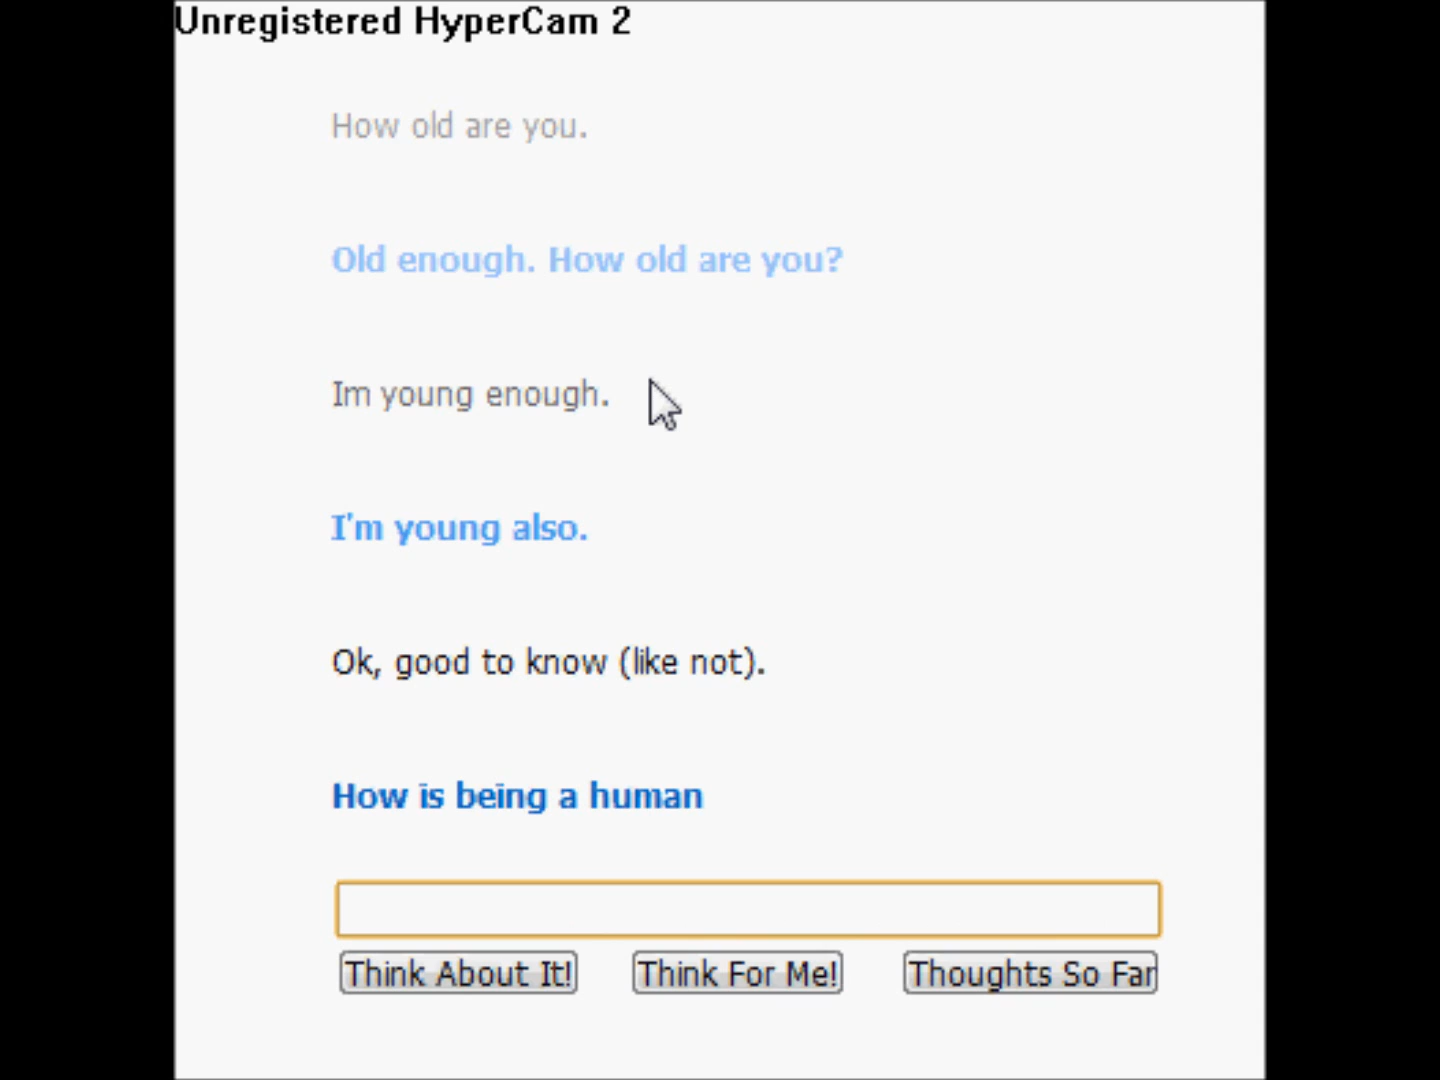 Unregistered HyperCam 2
How old are you.
Old enough. How old are you?
Im young enough.
I'm young also.
Ok, good to know (like not).
How is being a human
Think About It! Think For Me! Thoughts So Far